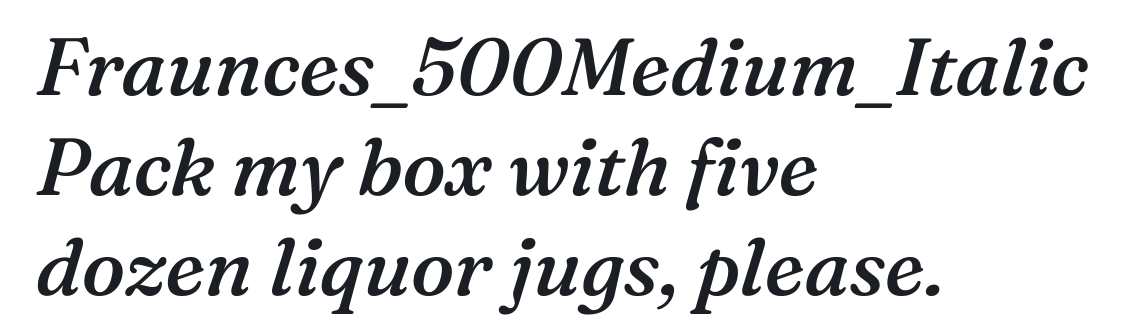 Fraunces_500Medium_Italic
Pack my box with five
dozen liquor jugs, please.